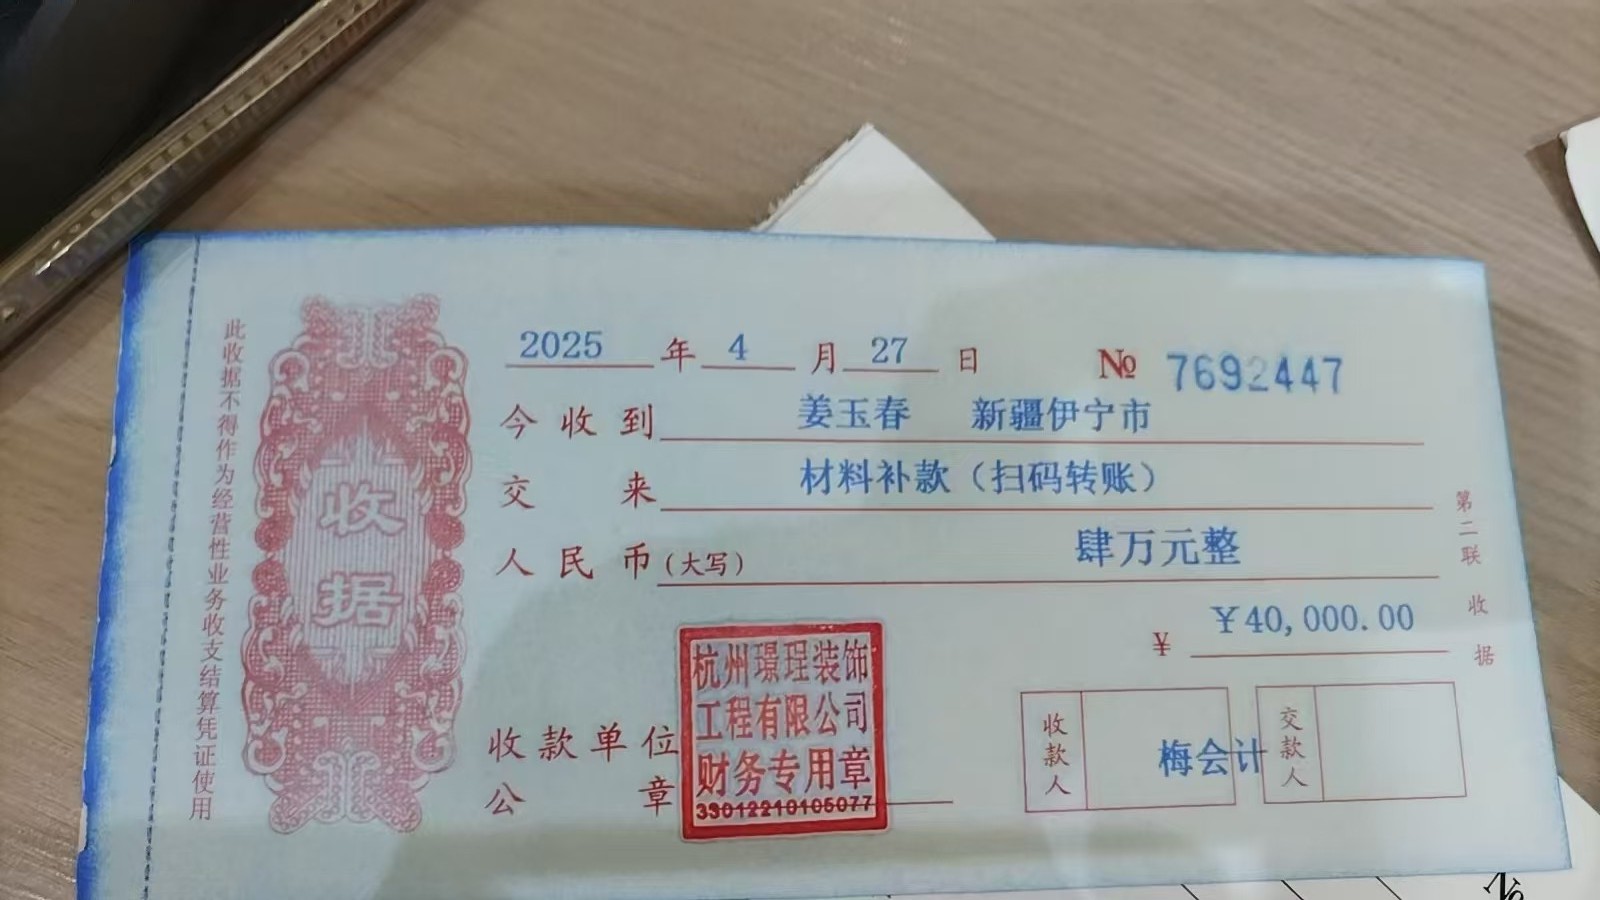 2025 年 4 月 27 日 № 7692447
今收到 姜玉春 新疆伊宁市
交来 材料补款（扫码转账）
人民币(大写) 肆万元整
¥ ¥40,000.00
收款单位
公章
杭州璟珵装饰
工程有限公司
财务专用章
33012210105077
收款人 梅会计
交款人
收据
此收据不得作为经营性业务收支结算凭证使用
第二联 收据